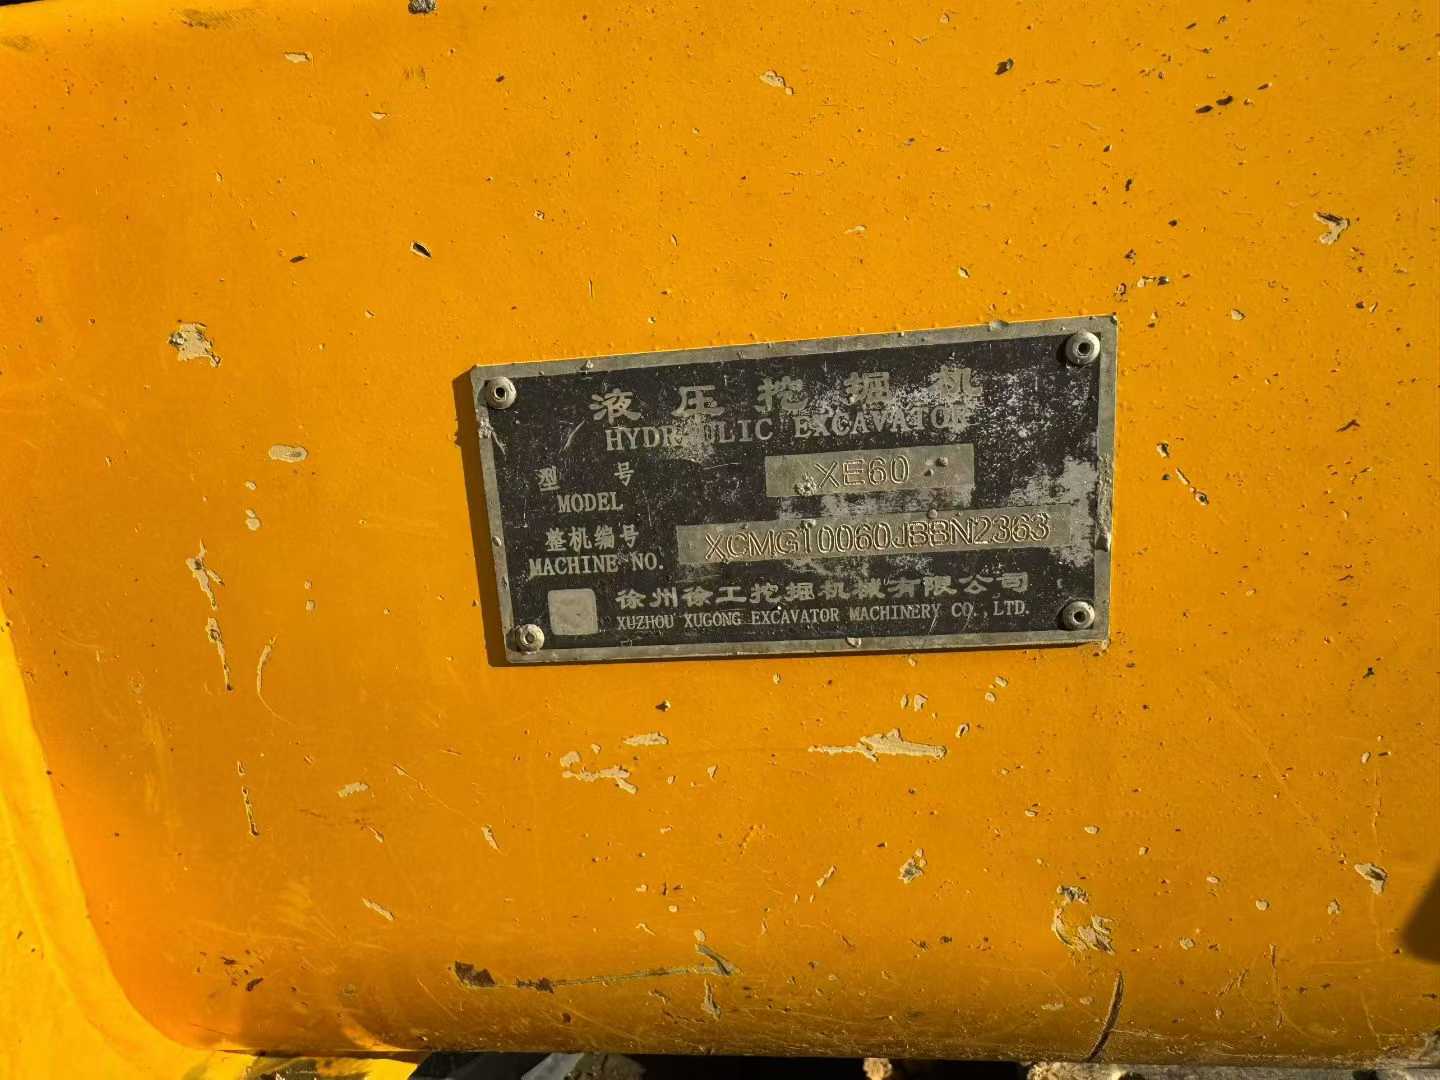 液压挖掘机
HYDRAULIC EXCAVATOR
型号 XE60
MODEL
整机编号 XCMG10060JBBN2363
MACHINE NO.
徐州徐工挖掘机械有限公司
XUZHOU XUGONG EXCAVATOR MACHINERY CO.,LTD.